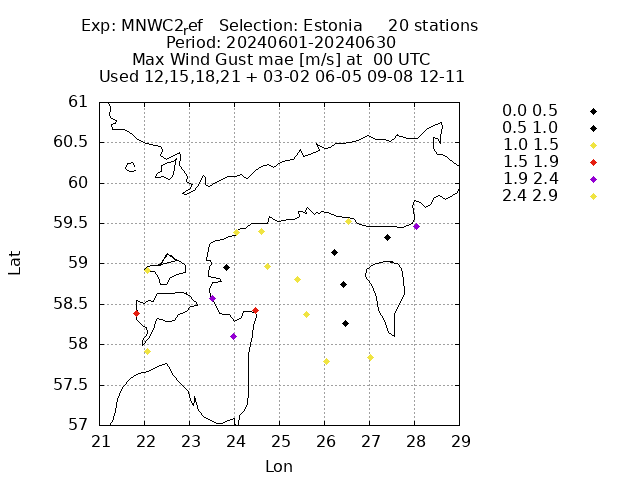 Exp: MNWC2ref Selection: Estonia 20 stations
Period: 20240601-20240630
Max Wind Gust mae [m/s] at 00 UTC
Used 12,15,18,21 + 03-02 06-05 09-08 12-11
0.0 0.5
0.5 1.0
1.0 1.5
1.5 1.9
1.9 2.4
2.4 2.9
61
60.5
60
59.5
59
58.5
58
57.5
57
Lat
21 22 23 24 25 26 27 28 29
Lon